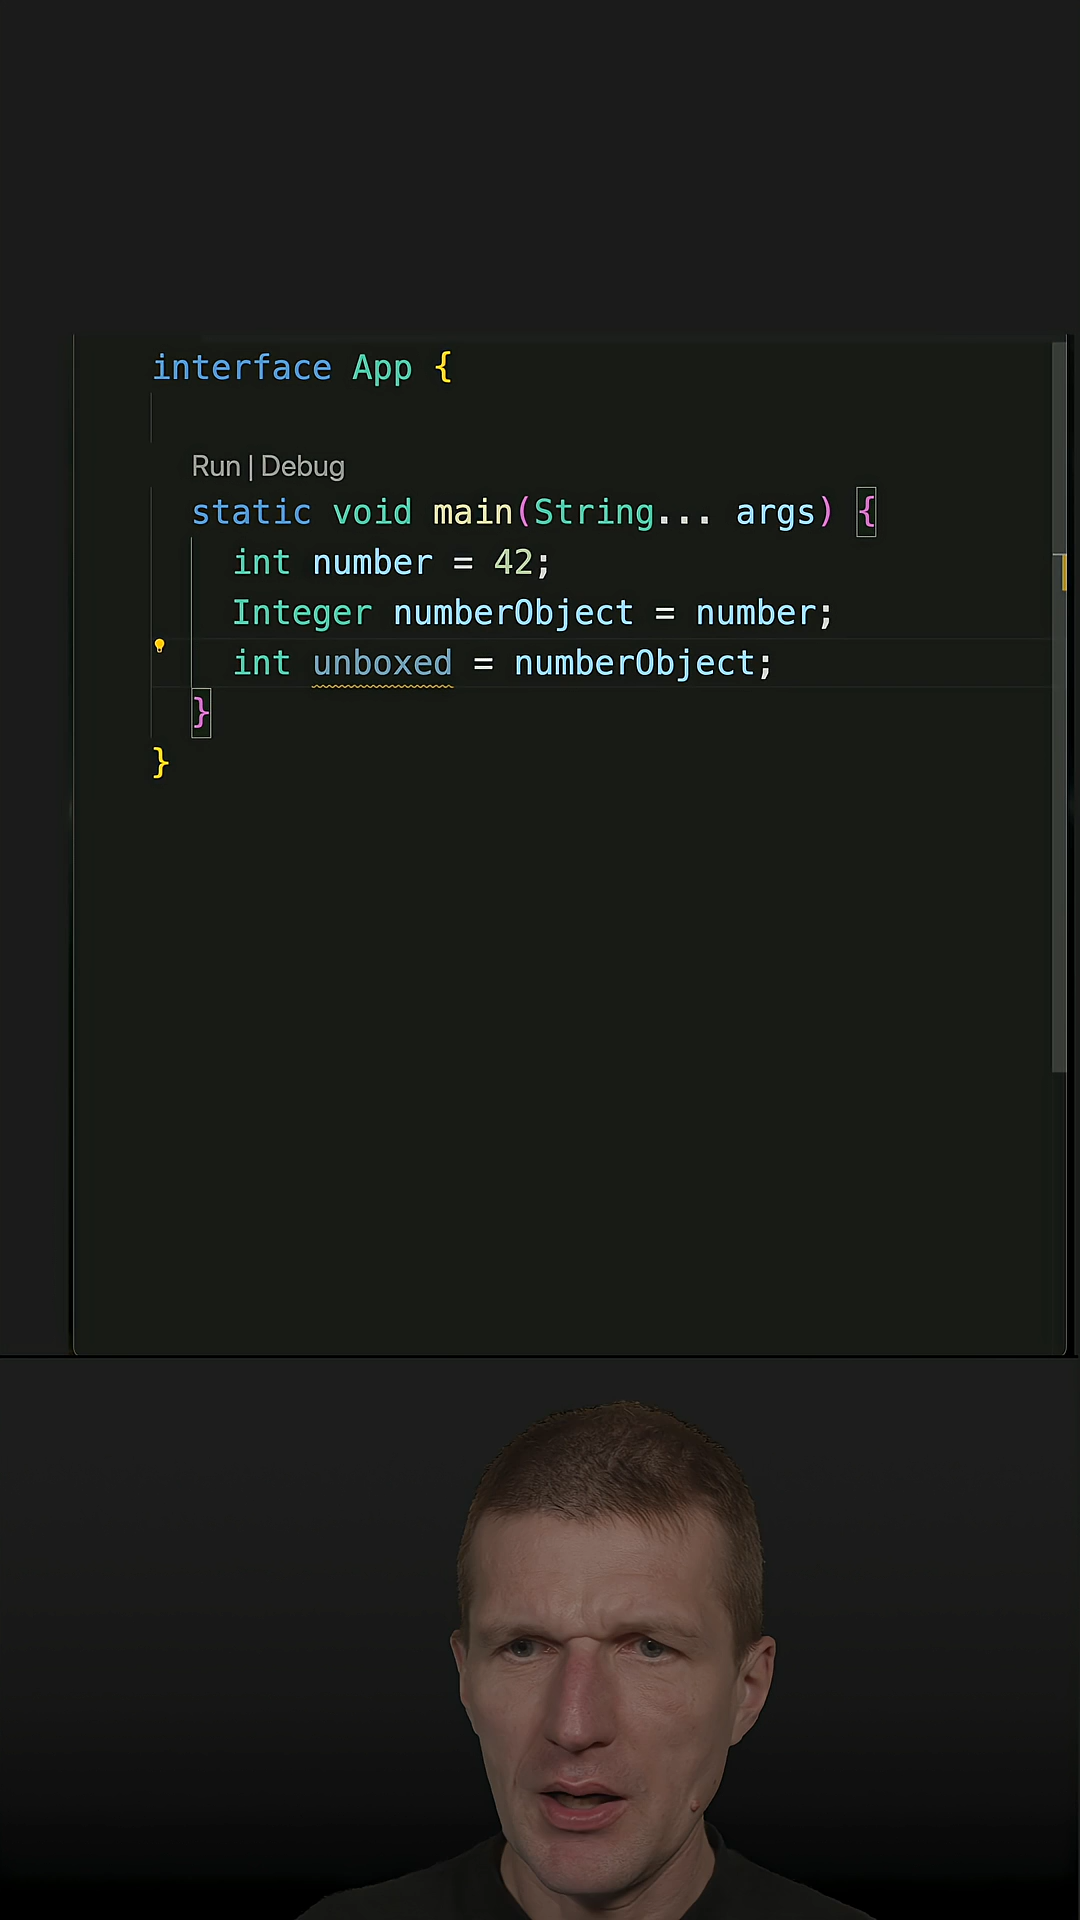 interface App {
Run | Debug
static void main(String... args) {
int number = 42;
Integer numberObject = number;
int unboxed = numberObject;
}
}